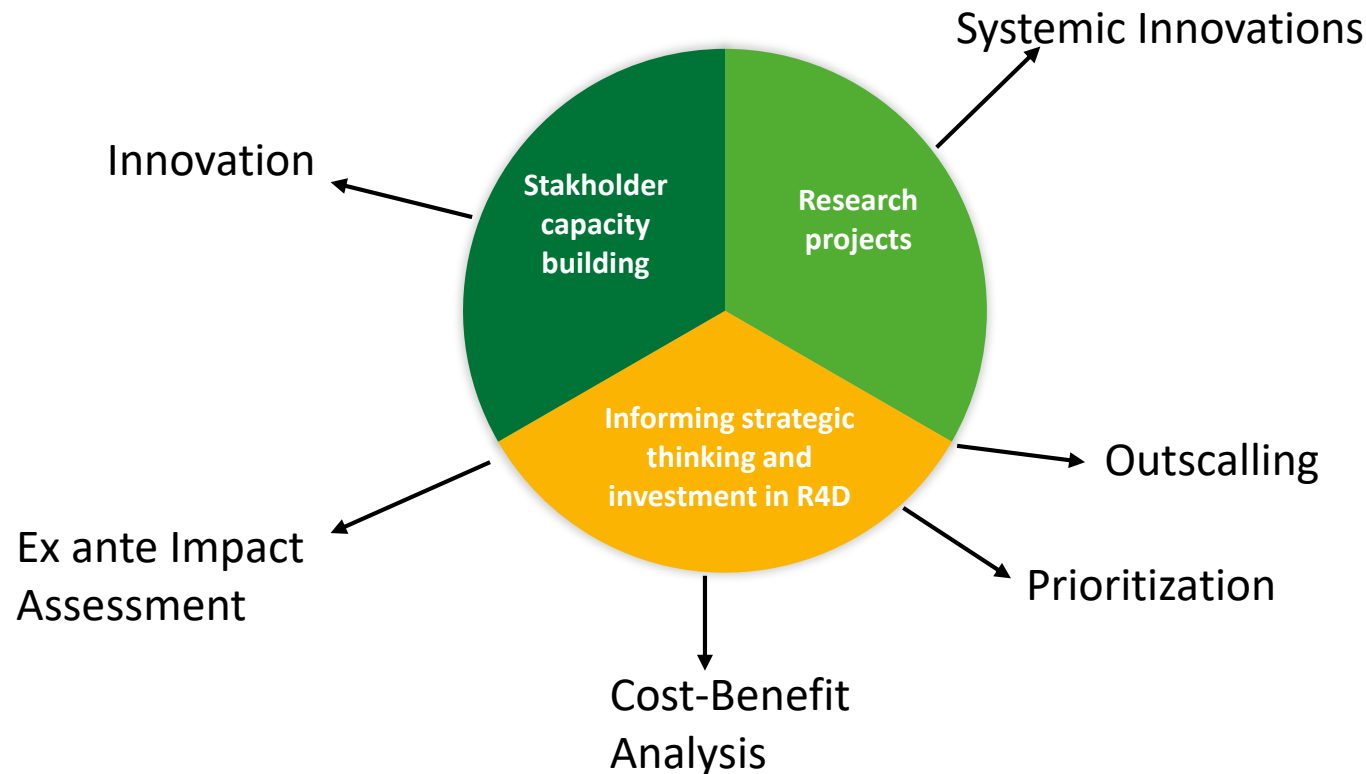 Systemic Innovations
Innovation
Stakholder
capacity
building
Research
projects
Informing strategic
thinking and
investment in R4D
Outscalling
Ex ante Impact
Assessment
Prioritization
Cost-Benefit
Analysis